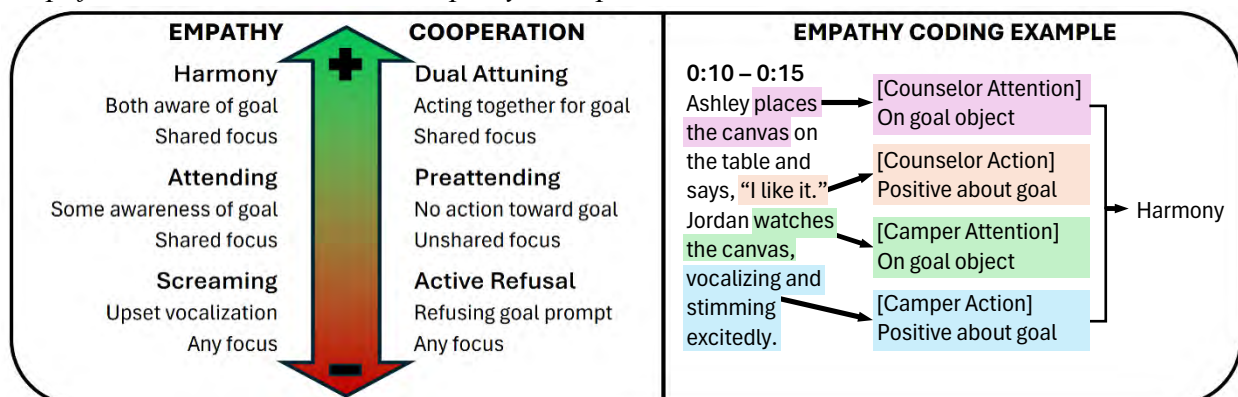 EMPATHY
Harmony
Both aware of goal
Shared focus
Attending
Some awareness of goal
Shared focus
Screaming
Upset vocalization
Any focus
+
−
COOPERATION
Dual Attuning
Acting together for goal
Shared focus
Preattending
No action toward goal
Unshared focus
Active Refusal
Refusing goal prompt
Any focus
EMPATHY CODING EXAMPLE
0:10 – 0:15
Ashley places
the canvas on
the table and
says, “I like it.”
Jordan watches
the canvas,
vocalizing and
stimming
excitedly.
[Counselor Attention]
On goal object
[Counselor Action]
Positive about goal
[Camper Attention]
On goal object
[Camper Action]
Positive about goal
Harmony